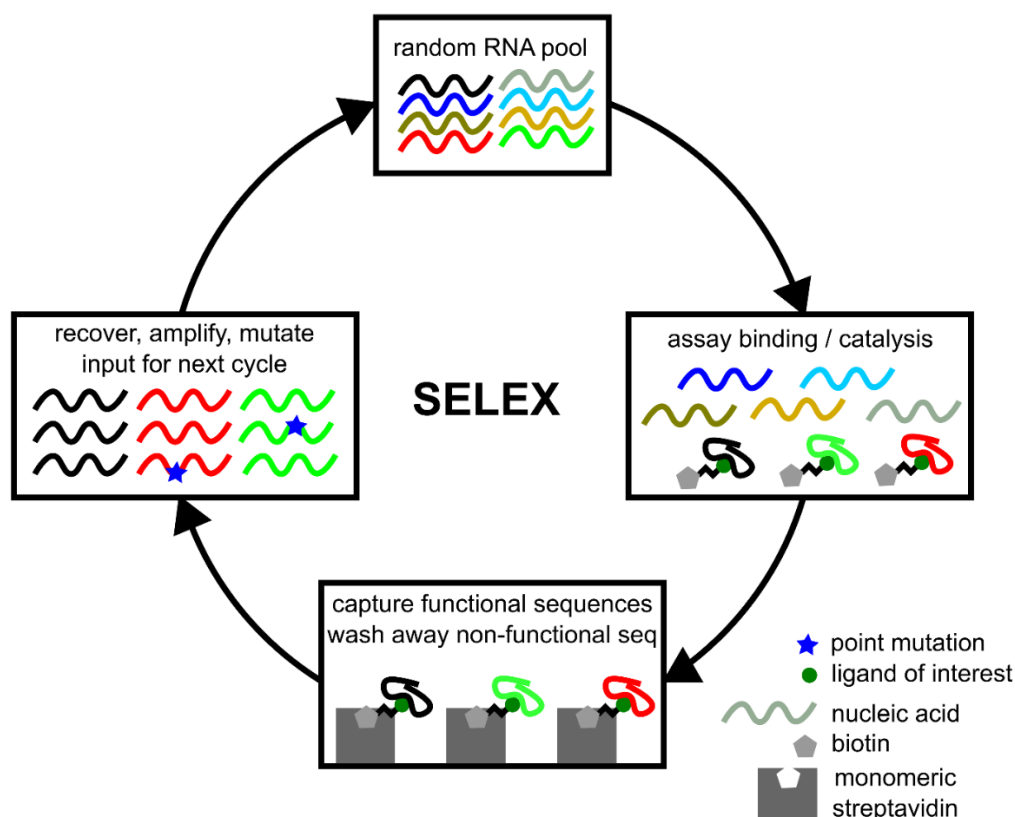 random RNA pool
assay binding / catalysis
capture functional sequences
wash away non-functional seq
recover, amplify, mutate
input for next cycle
SELEX
point mutation
ligand of interest
nucleic acid
biotin
monomeric
streptavidin